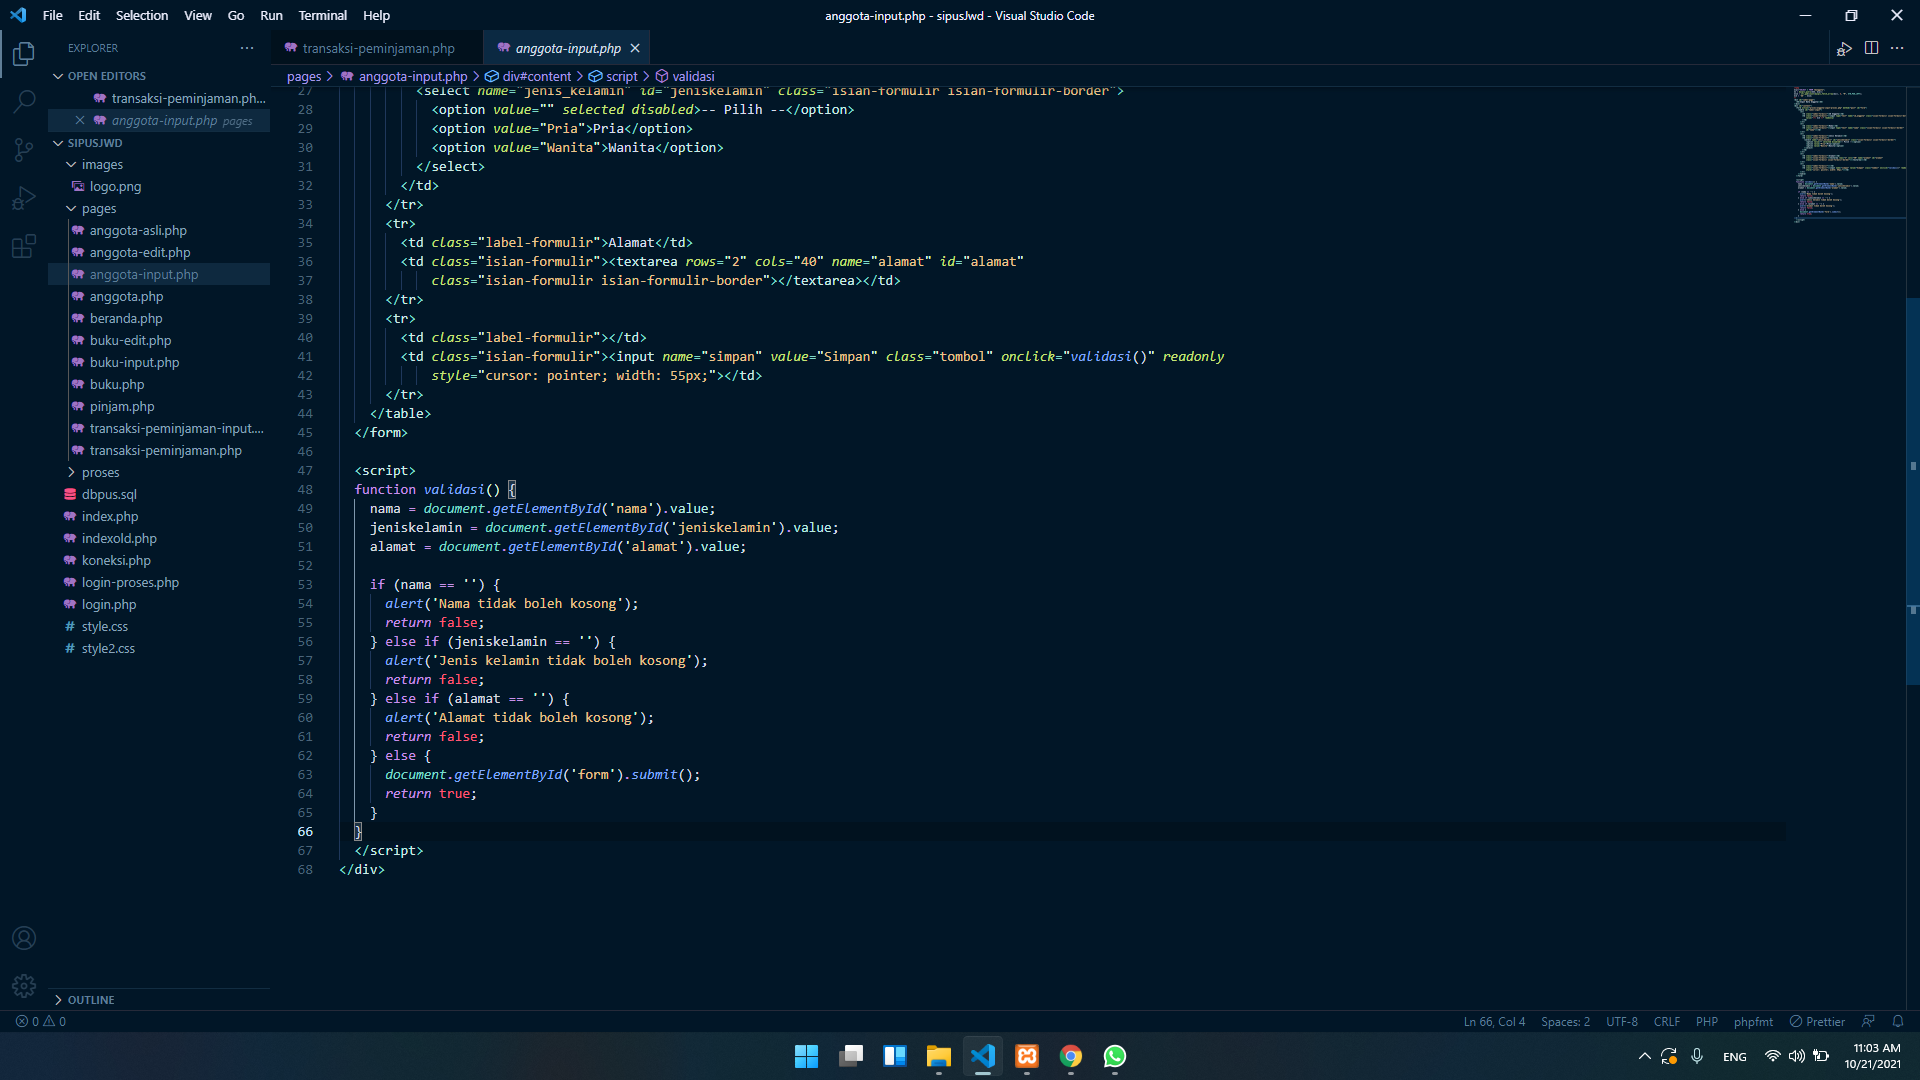 File Edit Selection View Go Run Terminal Help
anggota-input.php - sipusJwd - Visual Studio Code
EXPLORER
OPEN EDITORS
transaksi-peminjaman.ph...
anggota-input.php pages
SIPUSJWD
images
logo.png
pages
anggota-asli.php
anggota-edit.php
anggota-input.php
anggota.php
beranda.php
buku-edit.php
buku-input.php
buku.php
pinjam.php
transaksi-peminjaman-input....
transaksi-peminjaman.php
proses
dbpus.sql
index.php
indexold.php
koneksi.php
login-proses.php
login.php
# style.css
# style2.css
OUTLINE
transaksi-peminjaman.php anggota-input.php
pages > anggota-input.php > div#content > script > validasi
27 <select name="jenis_kelamin" id="jeniskelamin" class="isian-formulir isian-formulir-border">
28 <option value="" selected disabled>-- Pilih --</option>
29 <option value="Pria">Pria</option>
30 <option value="Wanita">Wanita</option>
31 </select>
32 </td>
33 </tr>
34 <tr>
35 <td class="label-formulir">Alamat</td>
36 <td class="isian-formulir"><textarea rows="2" cols="40" name="alamat" id="alamat"
37 class="isian-formulir isian-formulir-border"></textarea></td>
38 </tr>
39 <tr>
40 <td class="label-formulir"></td>
41 <td class="isian-formulir"><input name="simpan" value="Simpan" class="tombol" onclick="validasi()" readonly
42 style="cursor: pointer; width: 55px;"></td>
43 </tr>
44 </table>
45 </form>
46
47 <script>
48 function validasi() {
49 nama = document.getElementById('nama').value;
50 jeniskelamin = document.getElementById('jeniskelamin').value;
51 alamat = document.getElementById('alamat').value;
52
53 if (nama == '') {
54 alert('Nama tidak boleh kosong');
55 return false;
56 } else if (jeniskelamin == '') {
57 alert('Jenis kelamin tidak boleh kosong');
58 return false;
59 } else if (alamat == '') {
60 alert('Alamat tidak boleh kosong');
61 return false;
62 } else {
63 document.getElementById('form').submit();
64 return true;
65 }
66 }
67 </script>
68 </div>
0 0
Ln 66, Col 4 Spaces: 2 UTF-8 CRLF PHP phpfmt Prettier
ENG
11:03 AM
10/21/2021